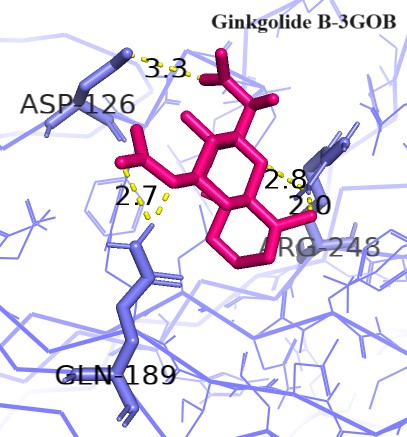 Ginkgolide B-3GOB
3.3
ASP-126
2.8
2.7
2.0
ARG-248
GLN-189